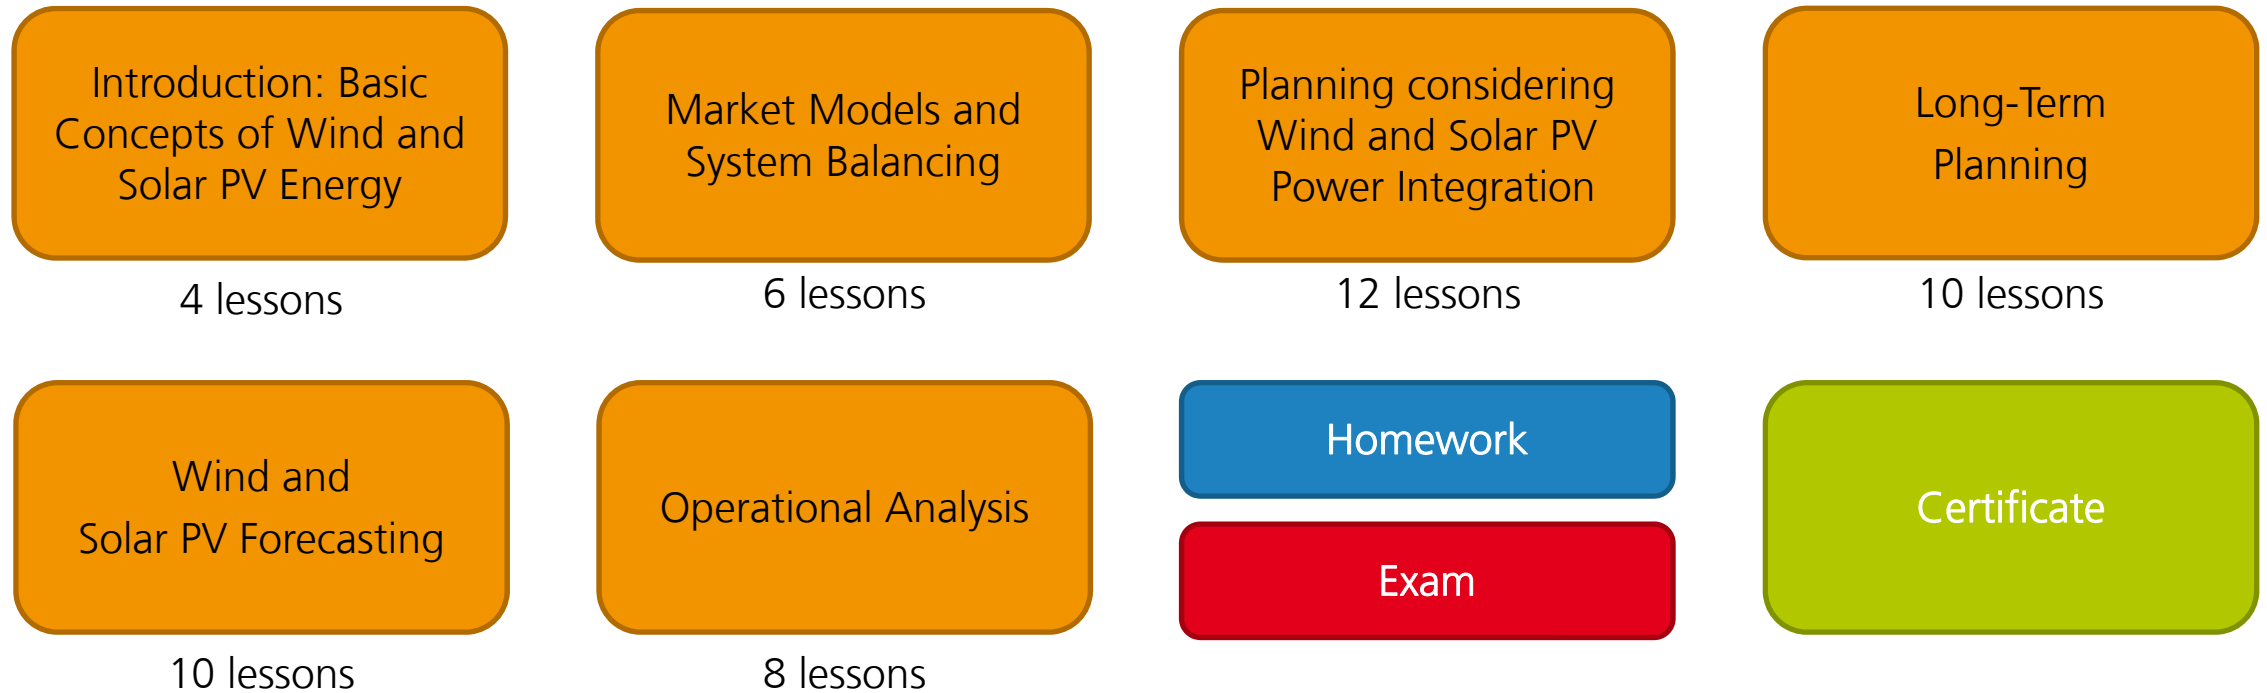 Introduction: Basic
Concepts of Wind and
Solar PV Energy
4 lessons
Market Models and
System Balancing
6 lessons
Planning considering
Wind and Solar PV
Power Integration
12 lessons
Long-Term
Planning
10 lessons
Wind and
Solar PV Forecasting
10 lessons
Operational Analysis
8 lessons
Homework
Exam
Certificate